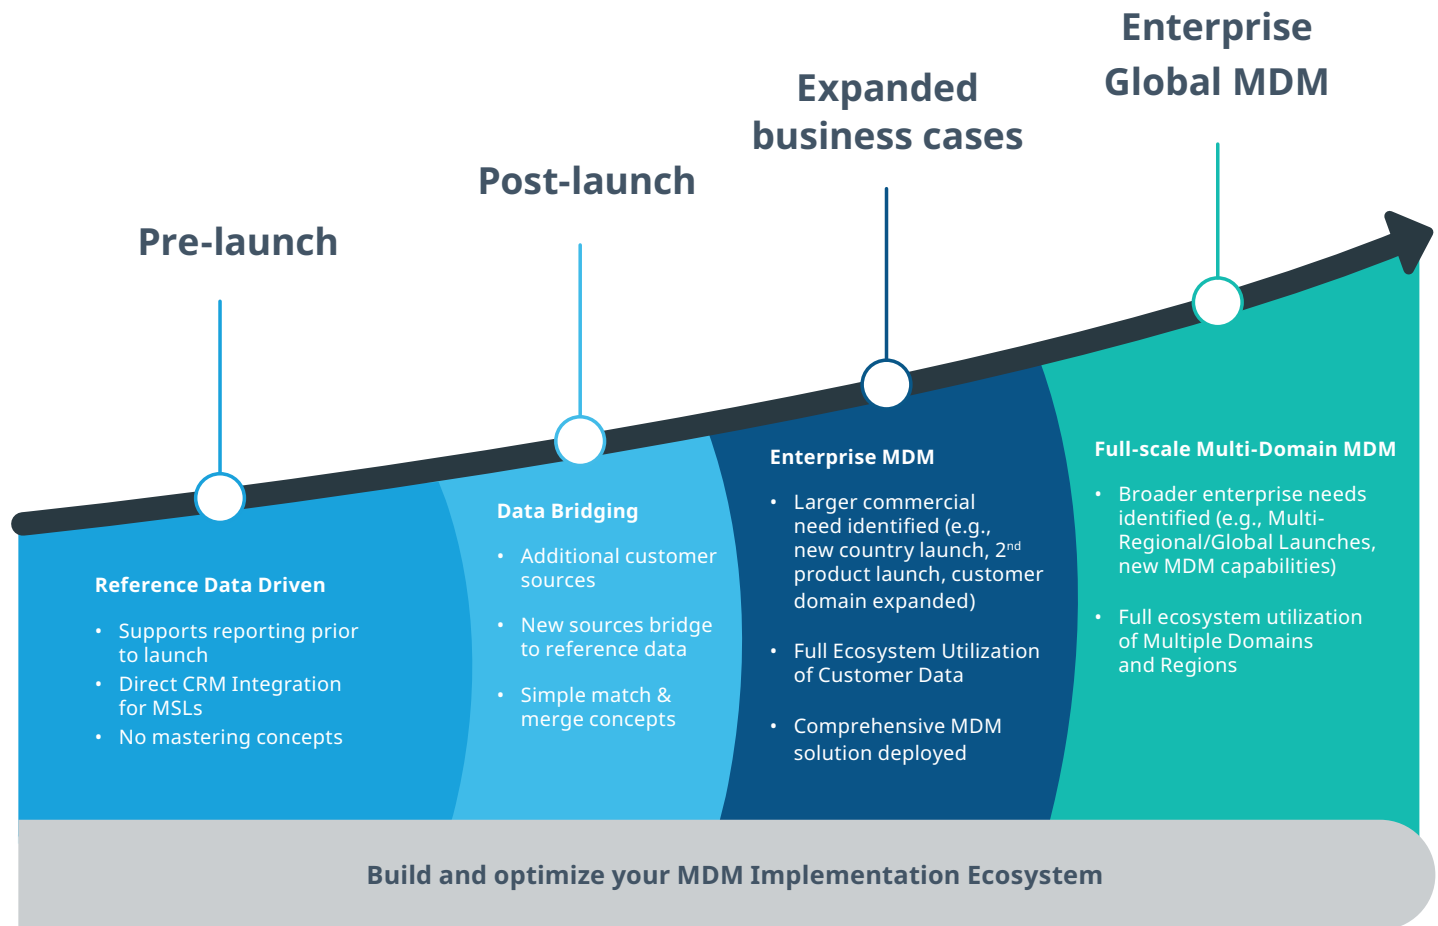 Enterprise
Global MDM
Expanded
business cases
Post-launch
Pre-launch
Reference Data Driven
• Supports reporting prior
to launch
• Direct CRM Integration
for MSLs
• No mastering concepts
Data Bridging
• Additional customer
sources
• New sources bridge
to reference data
• Simple match &
merge concepts
Enterprise MDM
• Larger commercial
need identified (e.g.,
new country launch, 2nd
product launch, customer
domain expanded)
• Full Ecosystem Utilization
of Customer Data
• Comprehensive MDM
solution deployed
Full-scale Multi-Domain MDM
• Broader enterprise needs
identified (e.g., Multi-
Regional/Global Launches,
new MDM capabilities)
• Full ecosystem utilization
of Multiple Domains
and Regions
Build and optimize your MDM Implementation Ecosystem